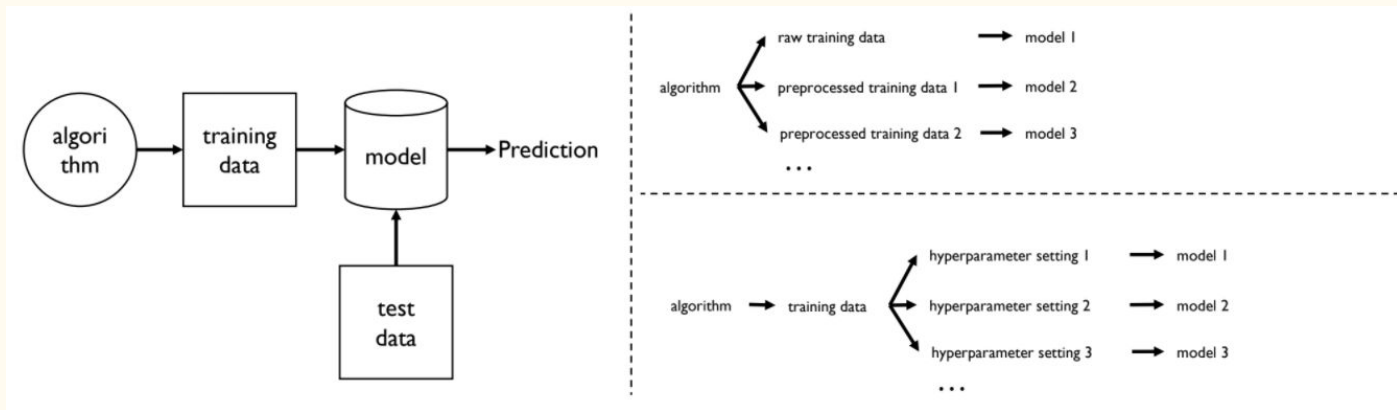 algori
thm
training
data
model
Prediction
test
data
algorithm
raw training data
model 1
preprocessed training data 1
model 2
preprocessed training data 2
model 3
...
algorithm
training data
hyperparameter setting 1
model 1
hyperparameter setting 2
model 2
hyperparameter setting 3
model 3
...